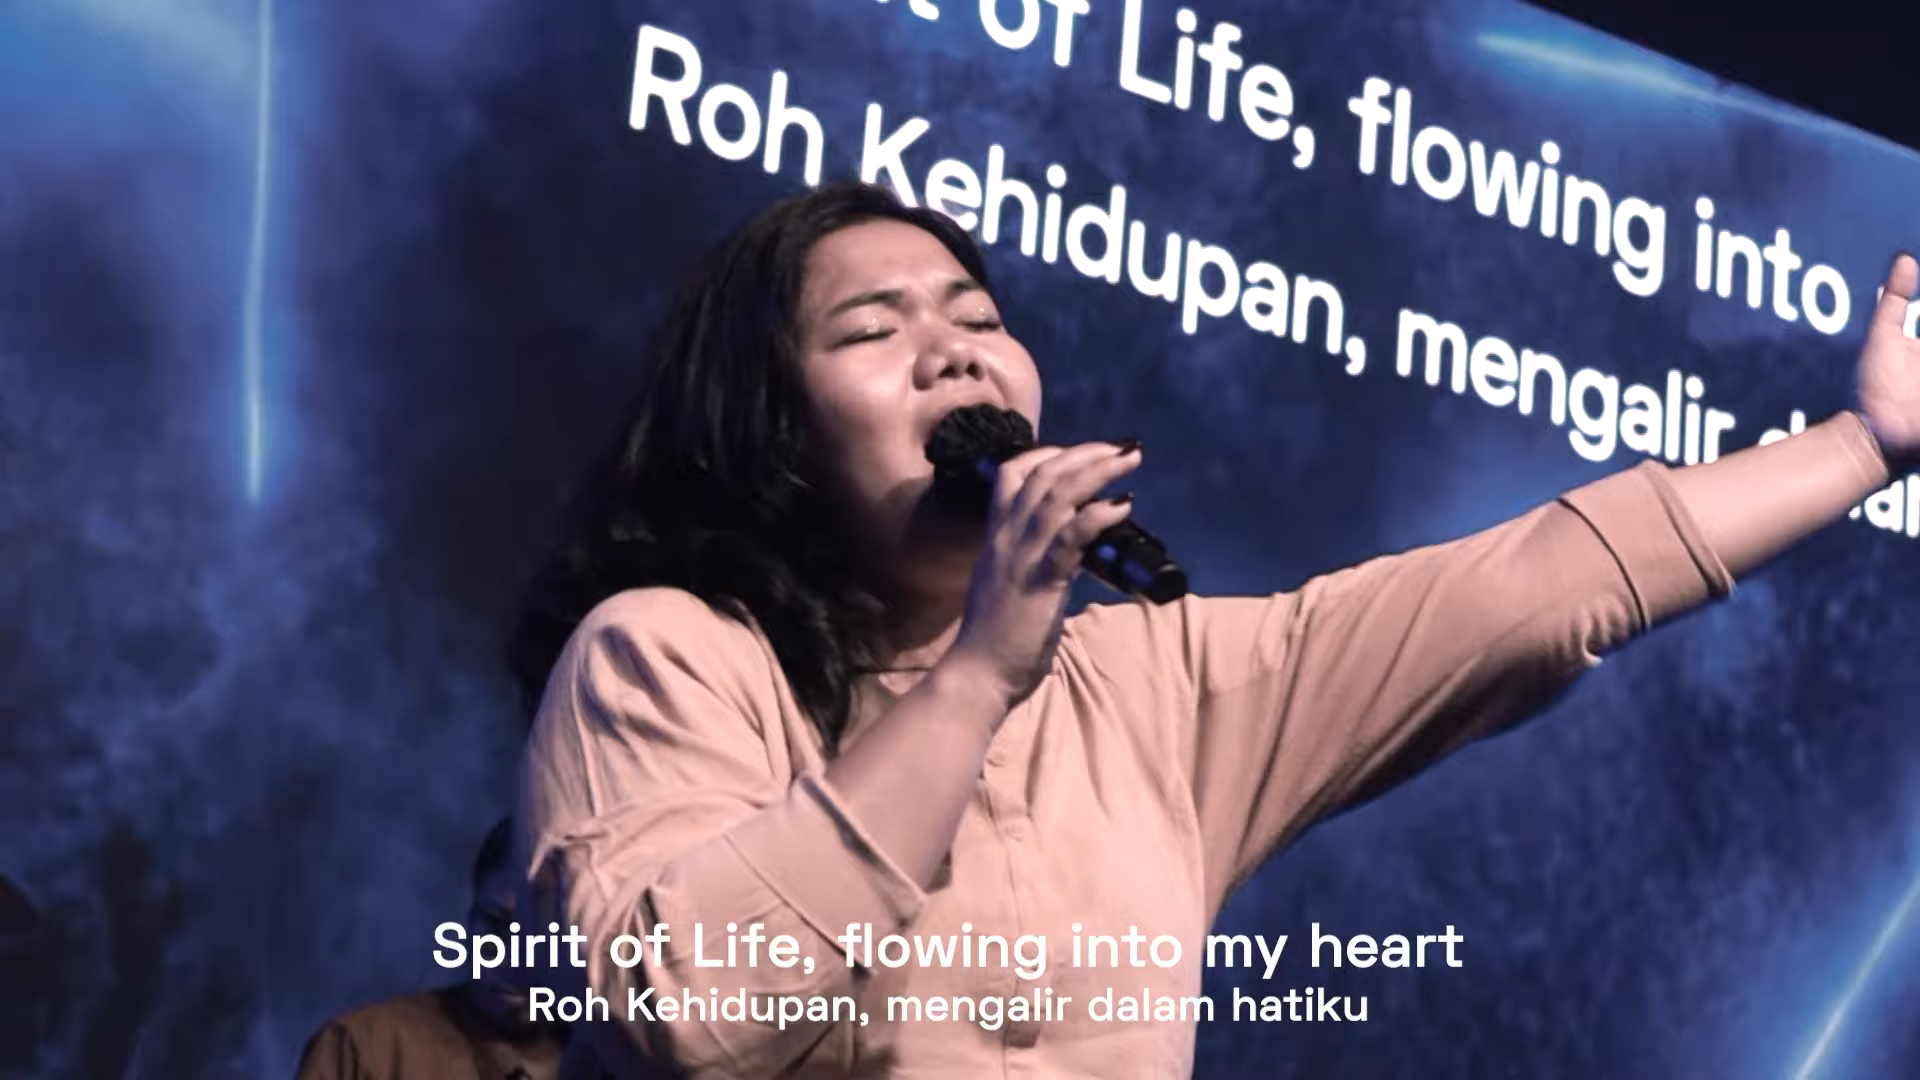 of Life, flowing into
Roh Kehidupan, mengalir
Spirit of Life, flowing into my heart
Roh Kehidupan, mengalir dalam hatiku